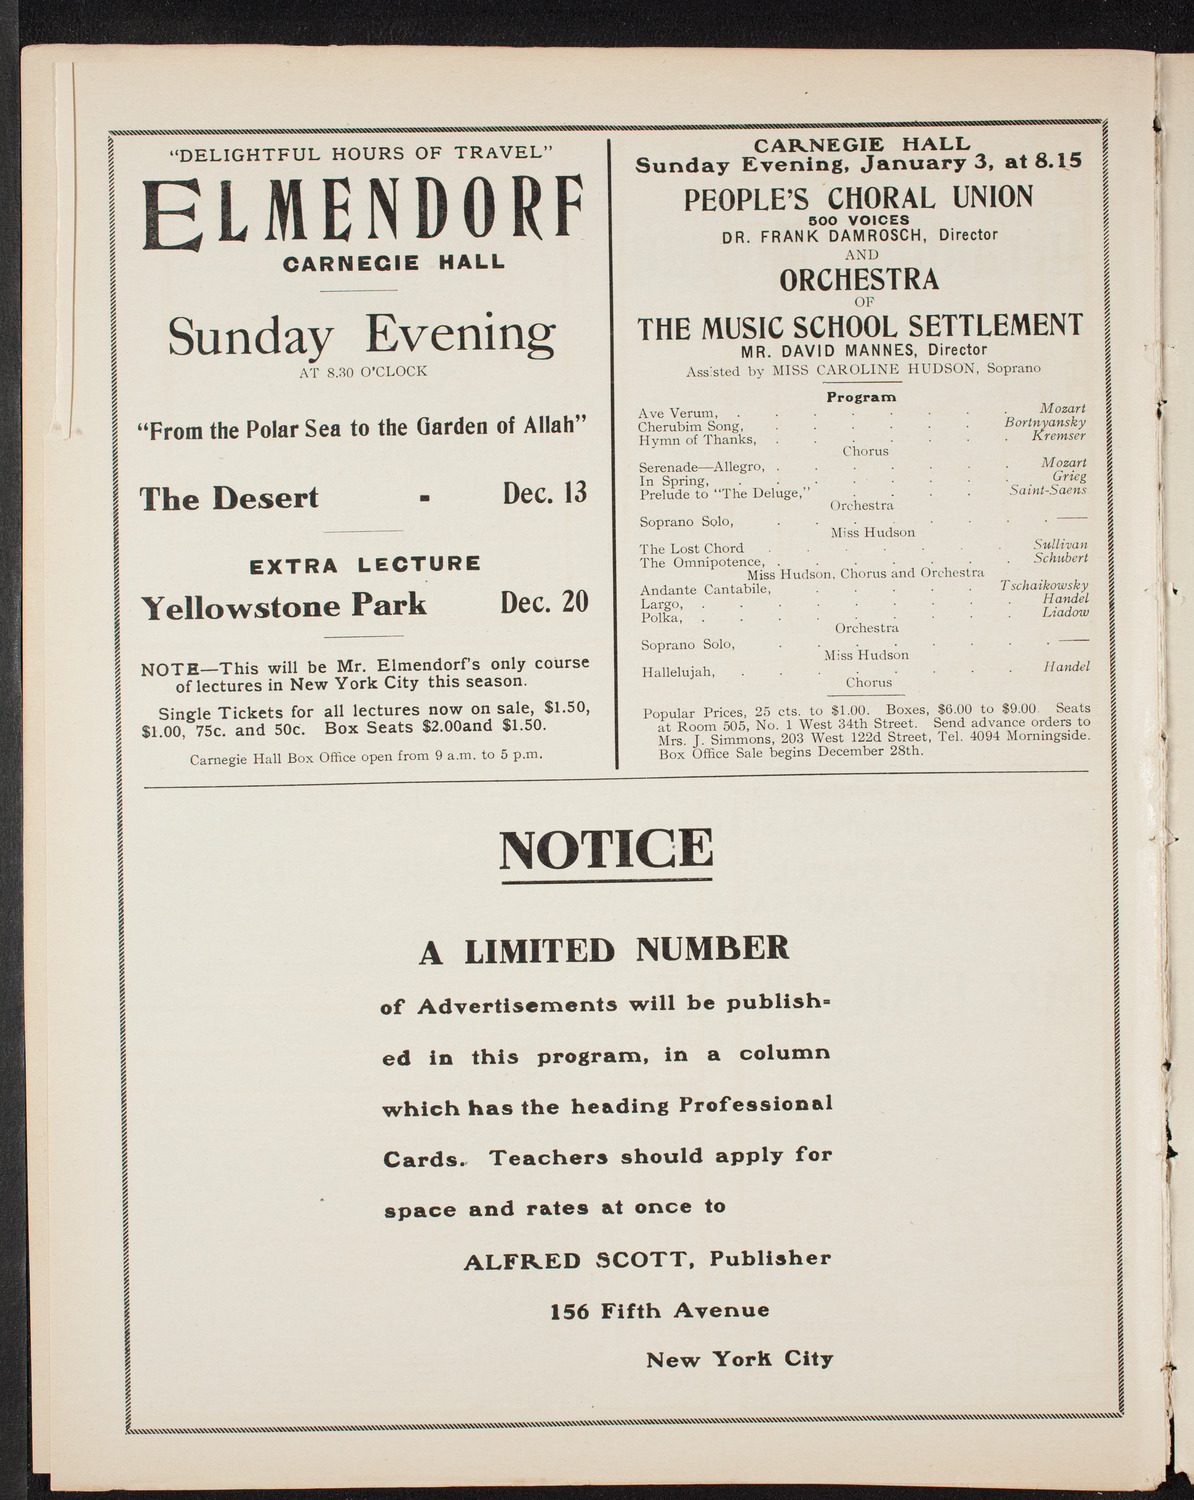 "DELIGHTFUL HOURS OF TRAVEL"
ELMENDORF
CARNEGIE HALL
Sunday Evening
AT 8.30 O'CLOCK
"From the Polar Sea to the Garden of Allah"
The Desert - Dec. 13
EXTRA LECTURE
Yellowstone Park Dec. 20
NOTE—This will be Mr. Elmendorf's only course
of lectures in New York City this season.
Single Tickets for all lectures now on sale, $1.50,
$1.00, 75c. and 50c. Box Seats $2.00and $1.50.
Carnegie Hall Box Office open from 9 a.m. to 5 p.m.
CARNEGIE HALL
Sunday Evening, January 3, at 8.15
PEOPLE'S CHORAL UNION
500 VOICES
DR. FRANK DAMROSCH, Director
AND
ORCHESTRA
OF
THE MUSIC SCHOOL SETTLEMENT
MR. DAVID MANNES, Director
Assisted by MISS CAROLINE HUDSON, Soprano
Program
Ave Verum, . . . . . . . . Mozart
Cherubim Song, . . . . . . Bortnyansky
Hymn of Thanks, . . . . . . . Kremser
Chorus
Serenade—Allegro, . . . . . . . Mozart
In Spring, . . . . . . . . Grieg
Prelude to "The Deluge," . . . . Saint-Saens
Orchestra
Soprano Solo, . . . . . . . . ——
Miss Hudson
The Lost Chord . . . . . . . Sullivan
The Omnipotence, . . . . . . . Schubert
Miss Hudson, Chorus and Orchestra
Andante Cantabile, . . . . . Tschaikowsky
Largo, . . . . . . . . . Handel
Polka, . . . . . . . . . Liadow
Orchestra
Soprano Solo, . . . . . . . . ——
Miss Hudson
Hallelujah, . . . . . . . . Handel
Chorus
Popular Prices, 25 cts. to $1.00. Boxes, $6.00 to $9.00. Seats
at Room 505, No. 1 West 34th Street. Send advance orders to
Mrs. J. Simmons, 203 West 122d Street, Tel. 4094 Morningside.
Box Office Sale begins December 28th.
NOTICE
A LIMITED NUMBER
of Advertisements will be publish-
ed in this program, in a column
which has the heading Professional
Cards. Teachers should apply for
space and rates at once to
ALFRED SCOTT, Publisher
156 Fifth Avenue
New York City